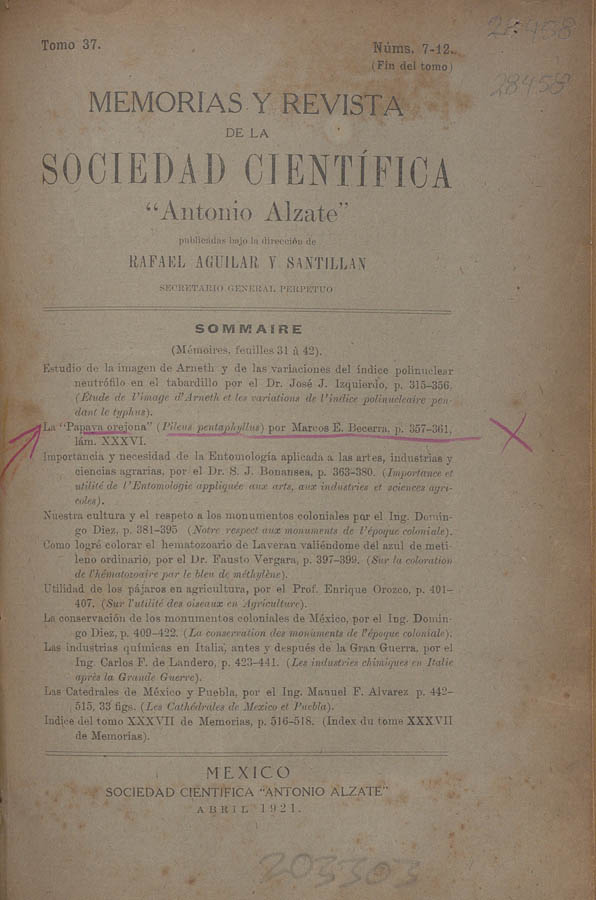 28458
Tomo 37.
Núms. 7-12.
(Fin del tomo)
28458
MEMORIAS Y REVISTA
DE LA
SOCIEDAD CIENTÍFICA
"Antonio Alzate"
publicadas bajo la dirección de
RAFAEL AGUILAR Y SANTILLAN
SECRETARIO GENERAL PERPETUO
SOMMAIRE
(Mémoires, feuilles 31 à 42).
Estudio de la imagen de Arneth y de las variaciones del índice polinuclear
neutrófilo en el tabardillo por el Dr. José J. Izquierdo, p. 315-356.
(Étude de l'image d'Arneth et les variations de l'indice polinucleaire pen-
dant le typhus).
La "Papaya orejona" (Pileus pentaphyllus) por Marcos E. Becerra, p. 357-361,
lám. XXXVI.
Importancia y necesidad de la Entomología aplicada a las artes, industrias y
ciencias agrarias, por el Dr. S. J. Bonansea, p. 363-380. (Importance et
utilité de l'Entomologie appliquée aux arts, aux industries et sciences agri-
coles).
Nuestra cultura y el respeto a los monumentos coloniales por el Ing. Domin-
go Diez, p. 381-395 (Notre respect aux monuments de l'époque coloniale).
Como logré colorar el hematozoario de Laveran valiéndome del azul de meti-
leno ordinario, por el Dr. Fausto Vergara, p. 397-399. (Sur la coloration
de l'hématozoaire par le bleu de méthylène).
Utilidad de los pájaros en agricultura, por el Prof. Enrique Orozco, p. 401-
407. (Sur l'utilité des oiseaux en Agriculture).
La conservación de los monumentos coloniales de México, por el Ing. Domin-
go Diez, p. 409-422. (La conservation des monuments de l'époque coloniale).
Las industrias químicas en Italia, antes y después de la Gran Guerra, por el
Ing. Carlos F. de Landero, p. 423-441. (Les industries chimiques en Italie
après la Grande Guerre).
Las Catedrales de México y Puebla, por el Ing. Manuel F. Alvarez p. 442-
515, 33 figs. (Les Cathédrales de Mexico et Puebla).
Indice del tomo XXXVII de Memorias, p. 516-518. (Index du tome XXXVII
de Memorias).
MEXICO
SOCIEDAD CIENTIFICA "ANTONIO ALZATE"
ABRIL 1921.
203303